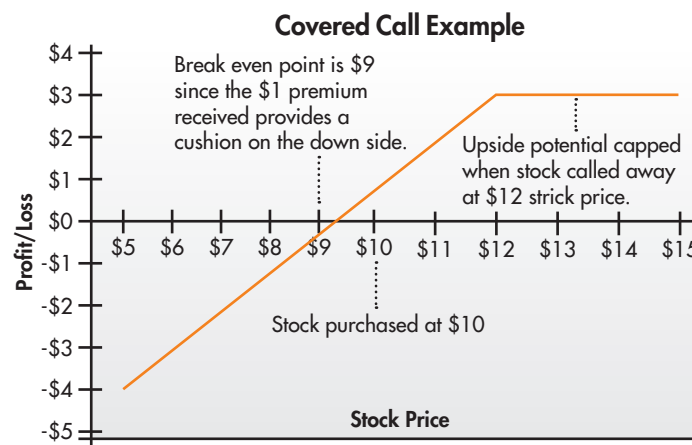 Covered Call Example
$4
$3
$2
$1
$0
-$1
-$2
-$3
-$4
-$5
Profit/Loss
Break even point is $9
since the $1 premium
received provides a
cushion on the down side.
Upside potential capped
when stock called away
at $12 strick price.
$5 $6 $7 $8 $9 $10 $11 $12 $13 $14 $15
Stock purchased at $10
Stock Price